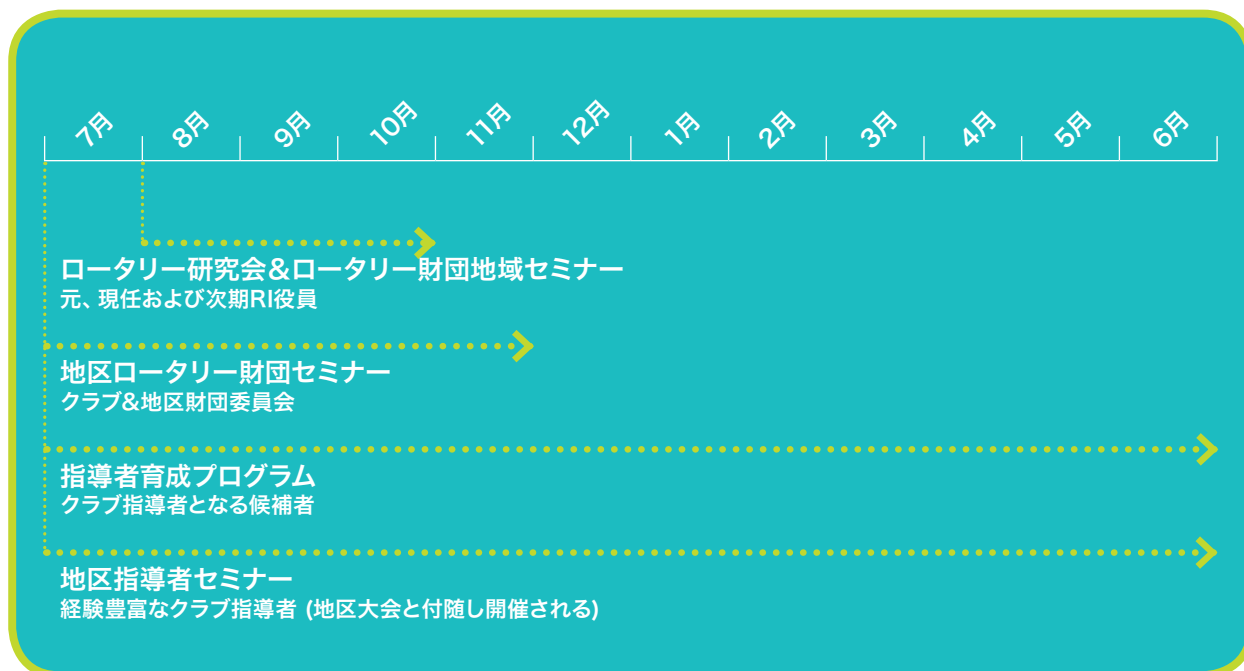 7月 8月 9月 10月 11月 12月 1月 2月 3月 4月 5月 6月
ロータリー研究会&ロータリー財団地域セミナー
元、現任および次期RI役員
地区ロータリー財団セミナー
クラブ&地区財団委員会
指導者育成プログラム
クラブ指導者となる候補者
地区指導者セミナー
経験豊富なクラブ指導者 (地区大会と付随し開催される)